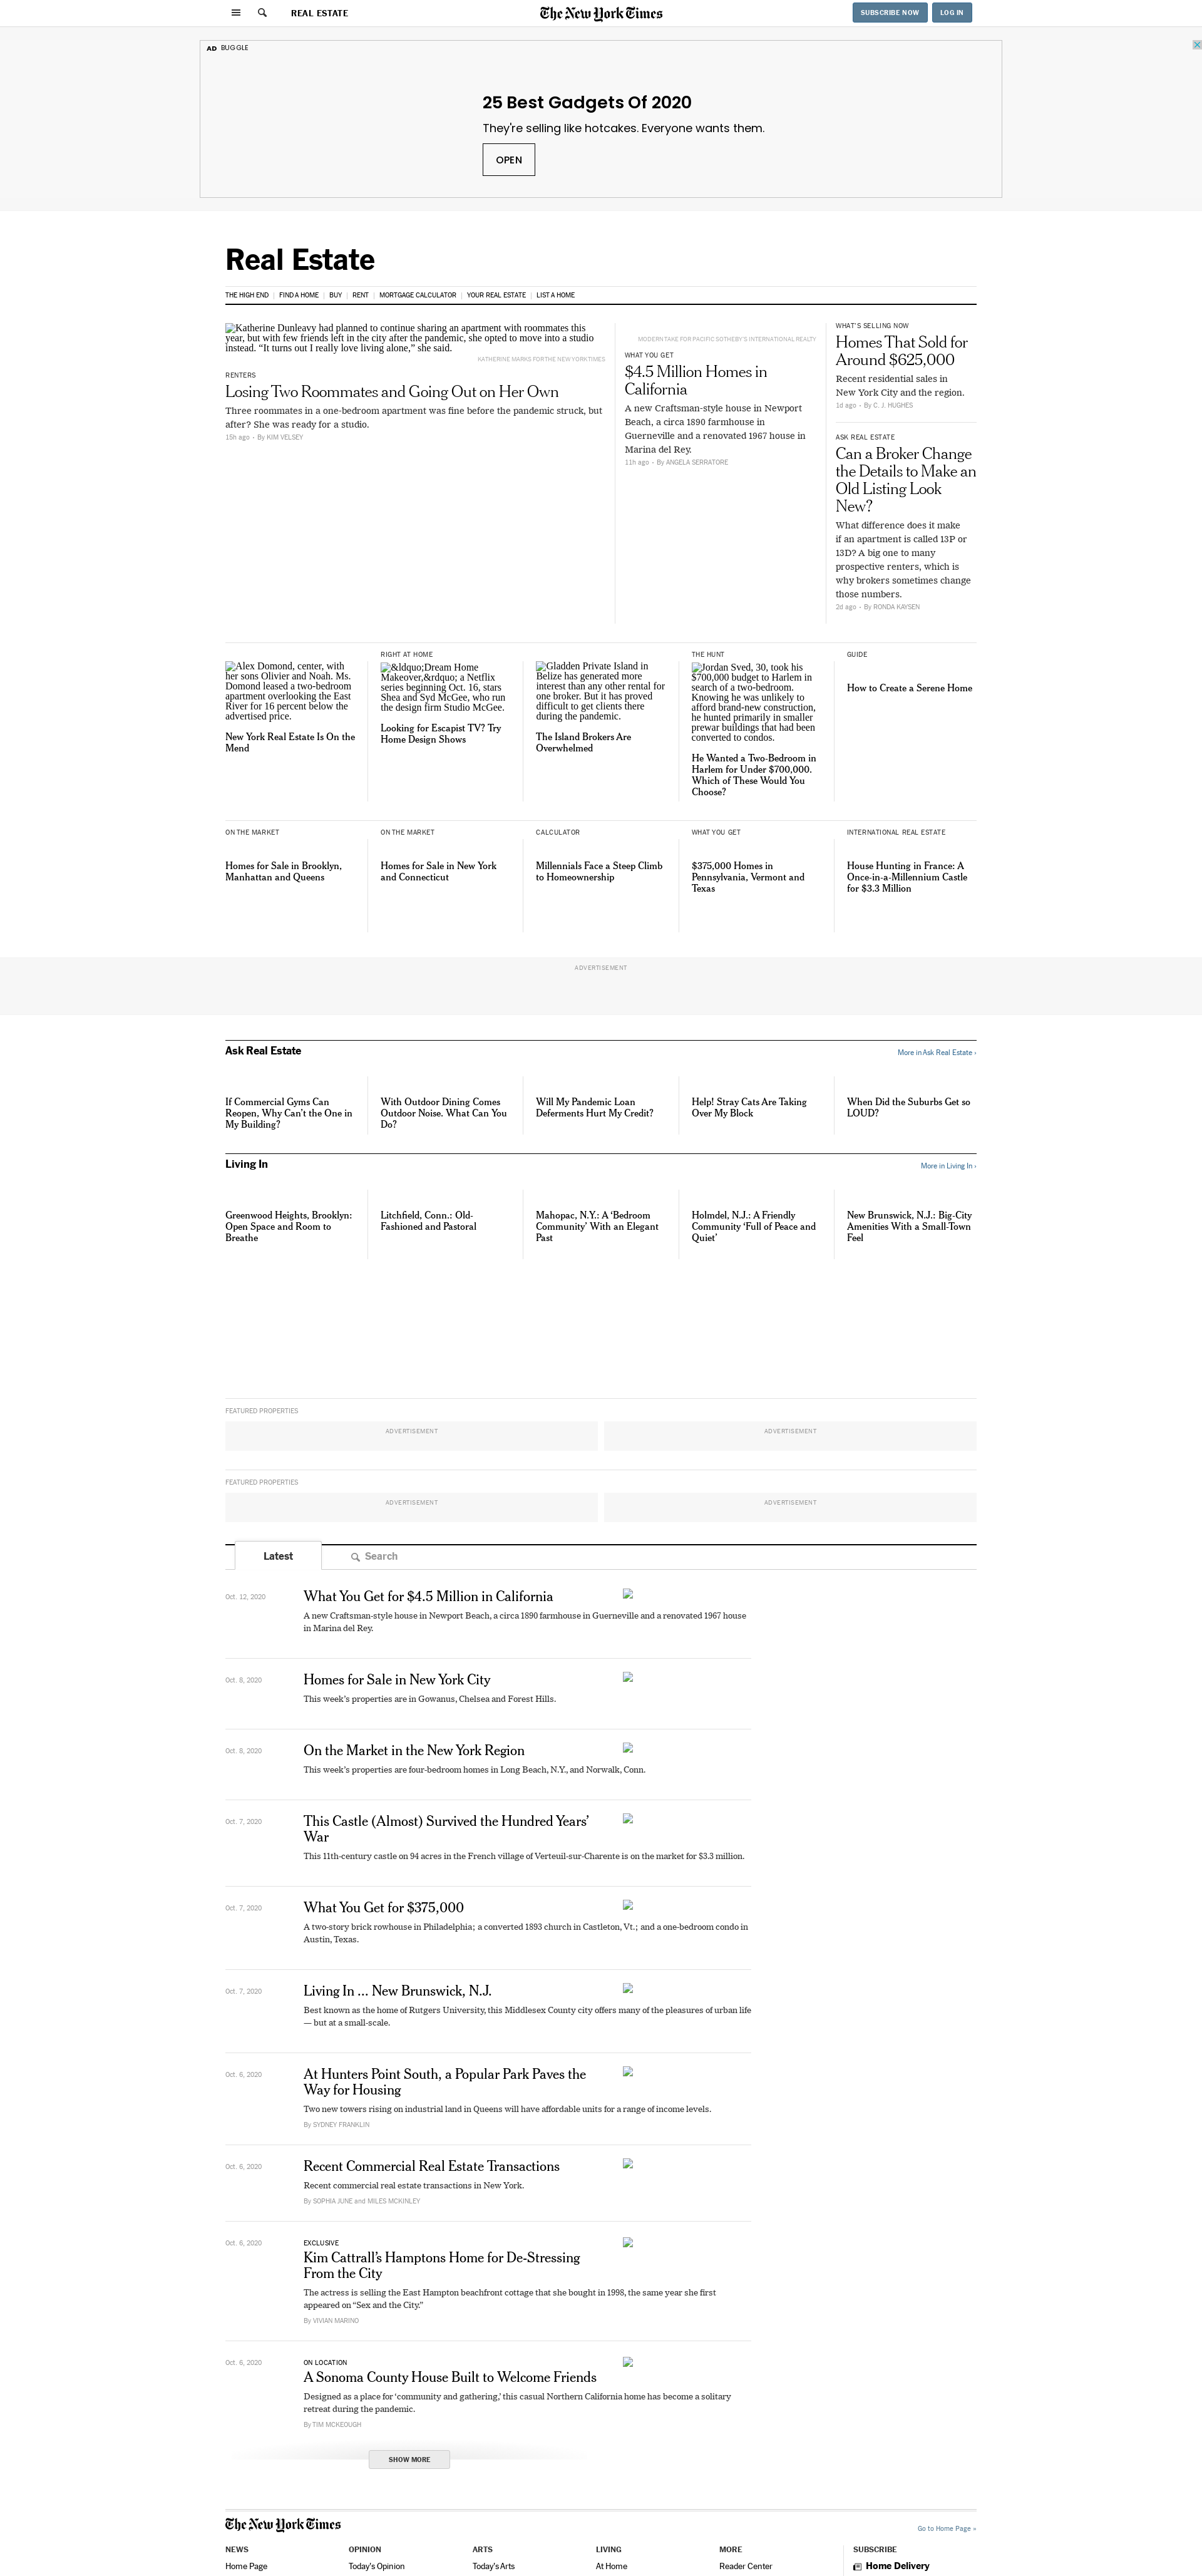 REAL ESTATE
The New York Times
SUBSCRIBE NOW
LOG IN
AD BUGGLE
25 Best Gadgets Of 2020
They're selling like hotcakes. Everyone wants them.
OPEN
Real Estate
THE HIGH END | FIND A HOME | BUY | RENT | MORTGAGE CALCULATOR | YOUR REAL ESTATE | LIST A HOME
Katherine Dunleavy had planned to continue sharing an apartment with roommates this
year, but with few friends left in the city after the pandemic, she opted to move into a studio
instead. “It turns out I really love living alone,” she said.
KATHERINE MARKS FOR THE NEW YORK TIMES
RENTERS
Losing Two Roommates and Going Out on Her Own
Three roommates in a one-bedroom apartment was fine before the pandemic struck, but
after? She was ready for a studio.
15h ago • By KIM VELSEY
MODERN TAKE FOR PACIFIC SOTHEBY'S INTERNATIONAL REALTY
WHAT YOU GET
$4.5 Million Homes in
California
A new Craftsman-style house in Newport
Beach, a circa 1890 farmhouse in
Guerneville and a renovated 1967 house in
Marina del Rey.
11h ago • By ANGELA SERRATORE
WHAT'S SELLING NOW
Homes That Sold for
Around $625,000
Recent residential sales in
New York City and the region.
1d ago • By C. J. HUGHES
ASK REAL ESTATE
Can a Broker Change
the Details to Make an
Old Listing Look
New?
What difference does it make
if an apartment is called 13P or
13D? A big one to many
prospective renters, which is
why brokers sometimes change
those numbers.
2d ago • By RONDA KAYSEN
Alex Domond, center, with
her sons Olivier and Noah. Ms.
Domond leased a two-bedroom
apartment overlooking the East
River for 16 percent below the
advertised price.
New York Real Estate Is On the
Mend
RIGHT AT HOME
&ldquo;Dream Home
Makeover,&rdquo; a Netflix
series beginning Oct. 16, stars
Shea and Syd McGee, who run
the design firm Studio McGee.
Looking for Escapist TV? Try
Home Design Shows
Gladden Private Island in
Belize has generated more
interest than any other rental for
one broker. But it has proved
difficult to get clients there
during the pandemic.
The Island Brokers Are
Overwhelmed
THE HUNT
Jordan Sved, 30, took his
$700,000 budget to Harlem in
search of a two-bedroom.
Knowing he was unlikely to
afford brand-new construction,
he hunted primarily in smaller
prewar buildings that had been
converted to condos.
He Wanted a Two-Bedroom in
Harlem for Under $700,000.
Which of These Would You
Choose?
GUIDE
How to Create a Serene Home
ON THE MARKET
Homes for Sale in Brooklyn,
Manhattan and Queens
ON THE MARKET
Homes for Sale in New York
and Connecticut
CALCULATOR
Millennials Face a Steep Climb
to Homeownership
WHAT YOU GET
$375,000 Homes in
Pennsylvania, Vermont and
Texas
INTERNATIONAL REAL ESTATE
House Hunting in France: A
Once-in-a-Millennium Castle
for $3.3 Million
ADVERTISEMENT
Ask Real Estate
More in Ask Real Estate ›
If Commercial Gyms Can
Reopen, Why Can’t the One in
My Building?
With Outdoor Dining Comes
Outdoor Noise. What Can You
Do?
Will My Pandemic Loan
Deferments Hurt My Credit?
Help! Stray Cats Are Taking
Over My Block
When Did the Suburbs Get so
LOUD?
Living In
More in Living In ›
Greenwood Heights, Brooklyn:
Open Space and Room to
Breathe
Litchfield, Conn.: Old-
Fashioned and Pastoral
Mahopac, N.Y.: A ‘Bedroom
Community’ With an Elegant
Past
Holmdel, N.J.: A Friendly
Community ‘Full of Peace and
Quiet’
New Brunswick, N.J.: Big-City
Amenities With a Small-Town
Feel
FEATURED PROPERTIES
ADVERTISEMENT
ADVERTISEMENT
FEATURED PROPERTIES
ADVERTISEMENT
ADVERTISEMENT
Latest
Search
Oct. 12, 2020
What You Get for $4.5 Million in California
A new Craftsman-style house in Newport Beach, a circa 1890 farmhouse in Guerneville and a renovated 1967 house
in Marina del Rey.
Oct. 8, 2020
Homes for Sale in New York City
This week’s properties are in Gowanus, Chelsea and Forest Hills.
Oct. 8, 2020
On the Market in the New York Region
This week’s properties are four-bedroom homes in Long Beach, N.Y., and Norwalk, Conn.
Oct. 7, 2020
This Castle (Almost) Survived the Hundred Years’
War
This 11th-century castle on 94 acres in the French village of Verteuil-sur-Charente is on the market for $3.3 million.
Oct. 7, 2020
What You Get for $375,000
A two-story brick rowhouse in Philadelphia; a converted 1893 church in Castleton, Vt.; and a one-bedroom condo in
Austin, Texas.
Oct. 7, 2020
Living In ... New Brunswick, N.J.
Best known as the home of Rutgers University, this Middlesex County city offers many of the pleasures of urban life
— but at a small-scale.
Oct. 6, 2020
At Hunters Point South, a Popular Park Paves the
Way for Housing
Two new towers rising on industrial land in Queens will have affordable units for a range of income levels.
By SYDNEY FRANKLIN
Oct. 6, 2020
Recent Commercial Real Estate Transactions
Recent commercial real estate transactions in New York.
By SOPHIA JUNE and MILES MCKINLEY
Oct. 6, 2020
EXCLUSIVE
Kim Cattrall’s Hamptons Home for De-Stressing
From the City
The actress is selling the East Hampton beachfront cottage that she bought in 1998, the same year she first
appeared on “Sex and the City.”
By VIVIAN MARINO
Oct. 6, 2020
ON LOCATION
A Sonoma County House Built to Welcome Friends
Designed as a place for ‘community and gathering,’ this casual Northern California home has become a solitary
retreat during the pandemic.
By TIM MCKEOUGH
SHOW MORE
The New York Times
Go to Home Page »
NEWS
OPINION
ARTS
LIVING
MORE
SUBSCRIBE
Home Page
Today's Opinion
Today's Arts
At Home
Reader Center
Home Delivery